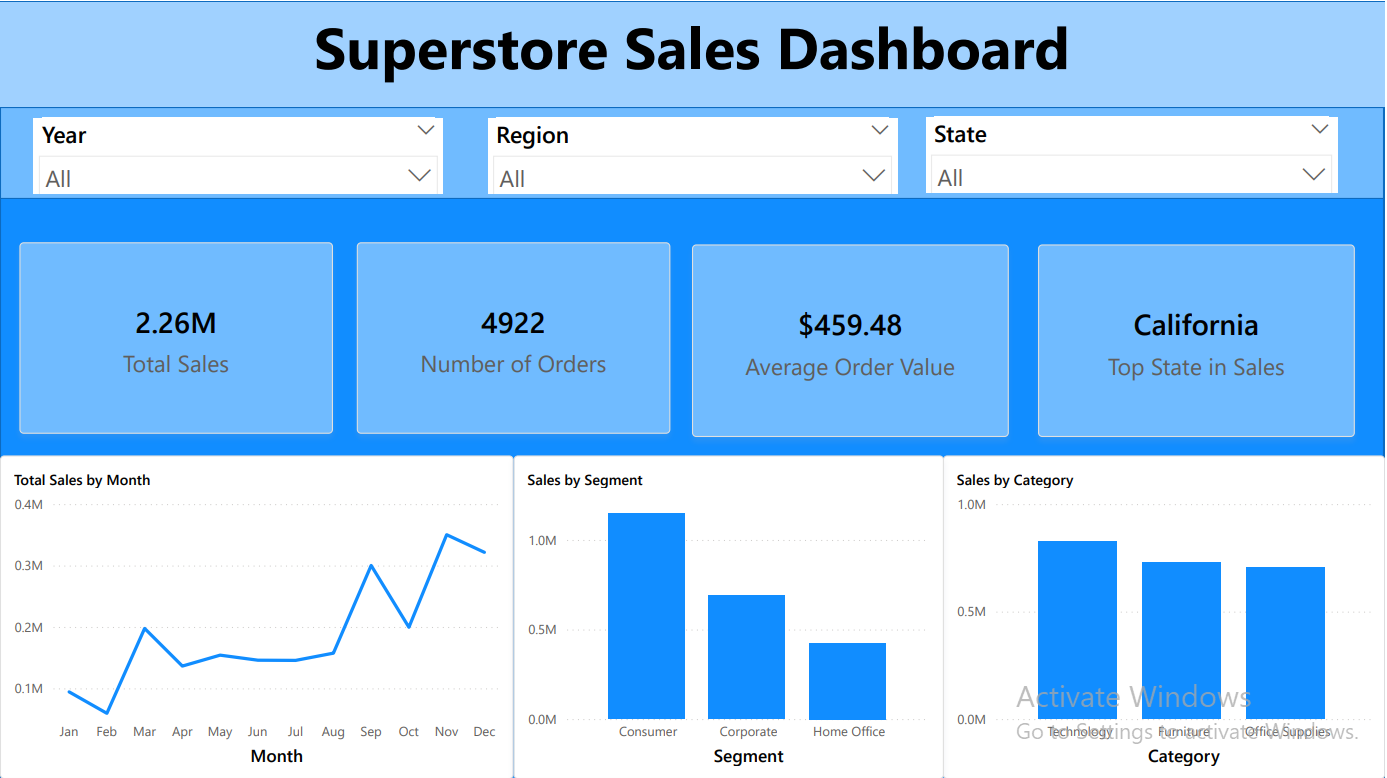 Superstore Sales Dashboard
Year
All
Region
All
State
All
2.26M
Total Sales
4922
Number of Orders
$459.48
Average Order Value
California
Top State in Sales
Total Sales by Month
0.4M
0.3M
0.2M
0.1M
Jan Feb Mar Apr May Jun Jul Aug Sep Oct Nov Dec
Month
Sales by Segment
1.0M
0.5M
0.0M
Consumer Corporate Home Office
Segment
Sales by Category
1.0M
0.5M
0.0M
Technology Furniture Office Supplies
Category
Activate Windows
Go to Settings to activate Windows.